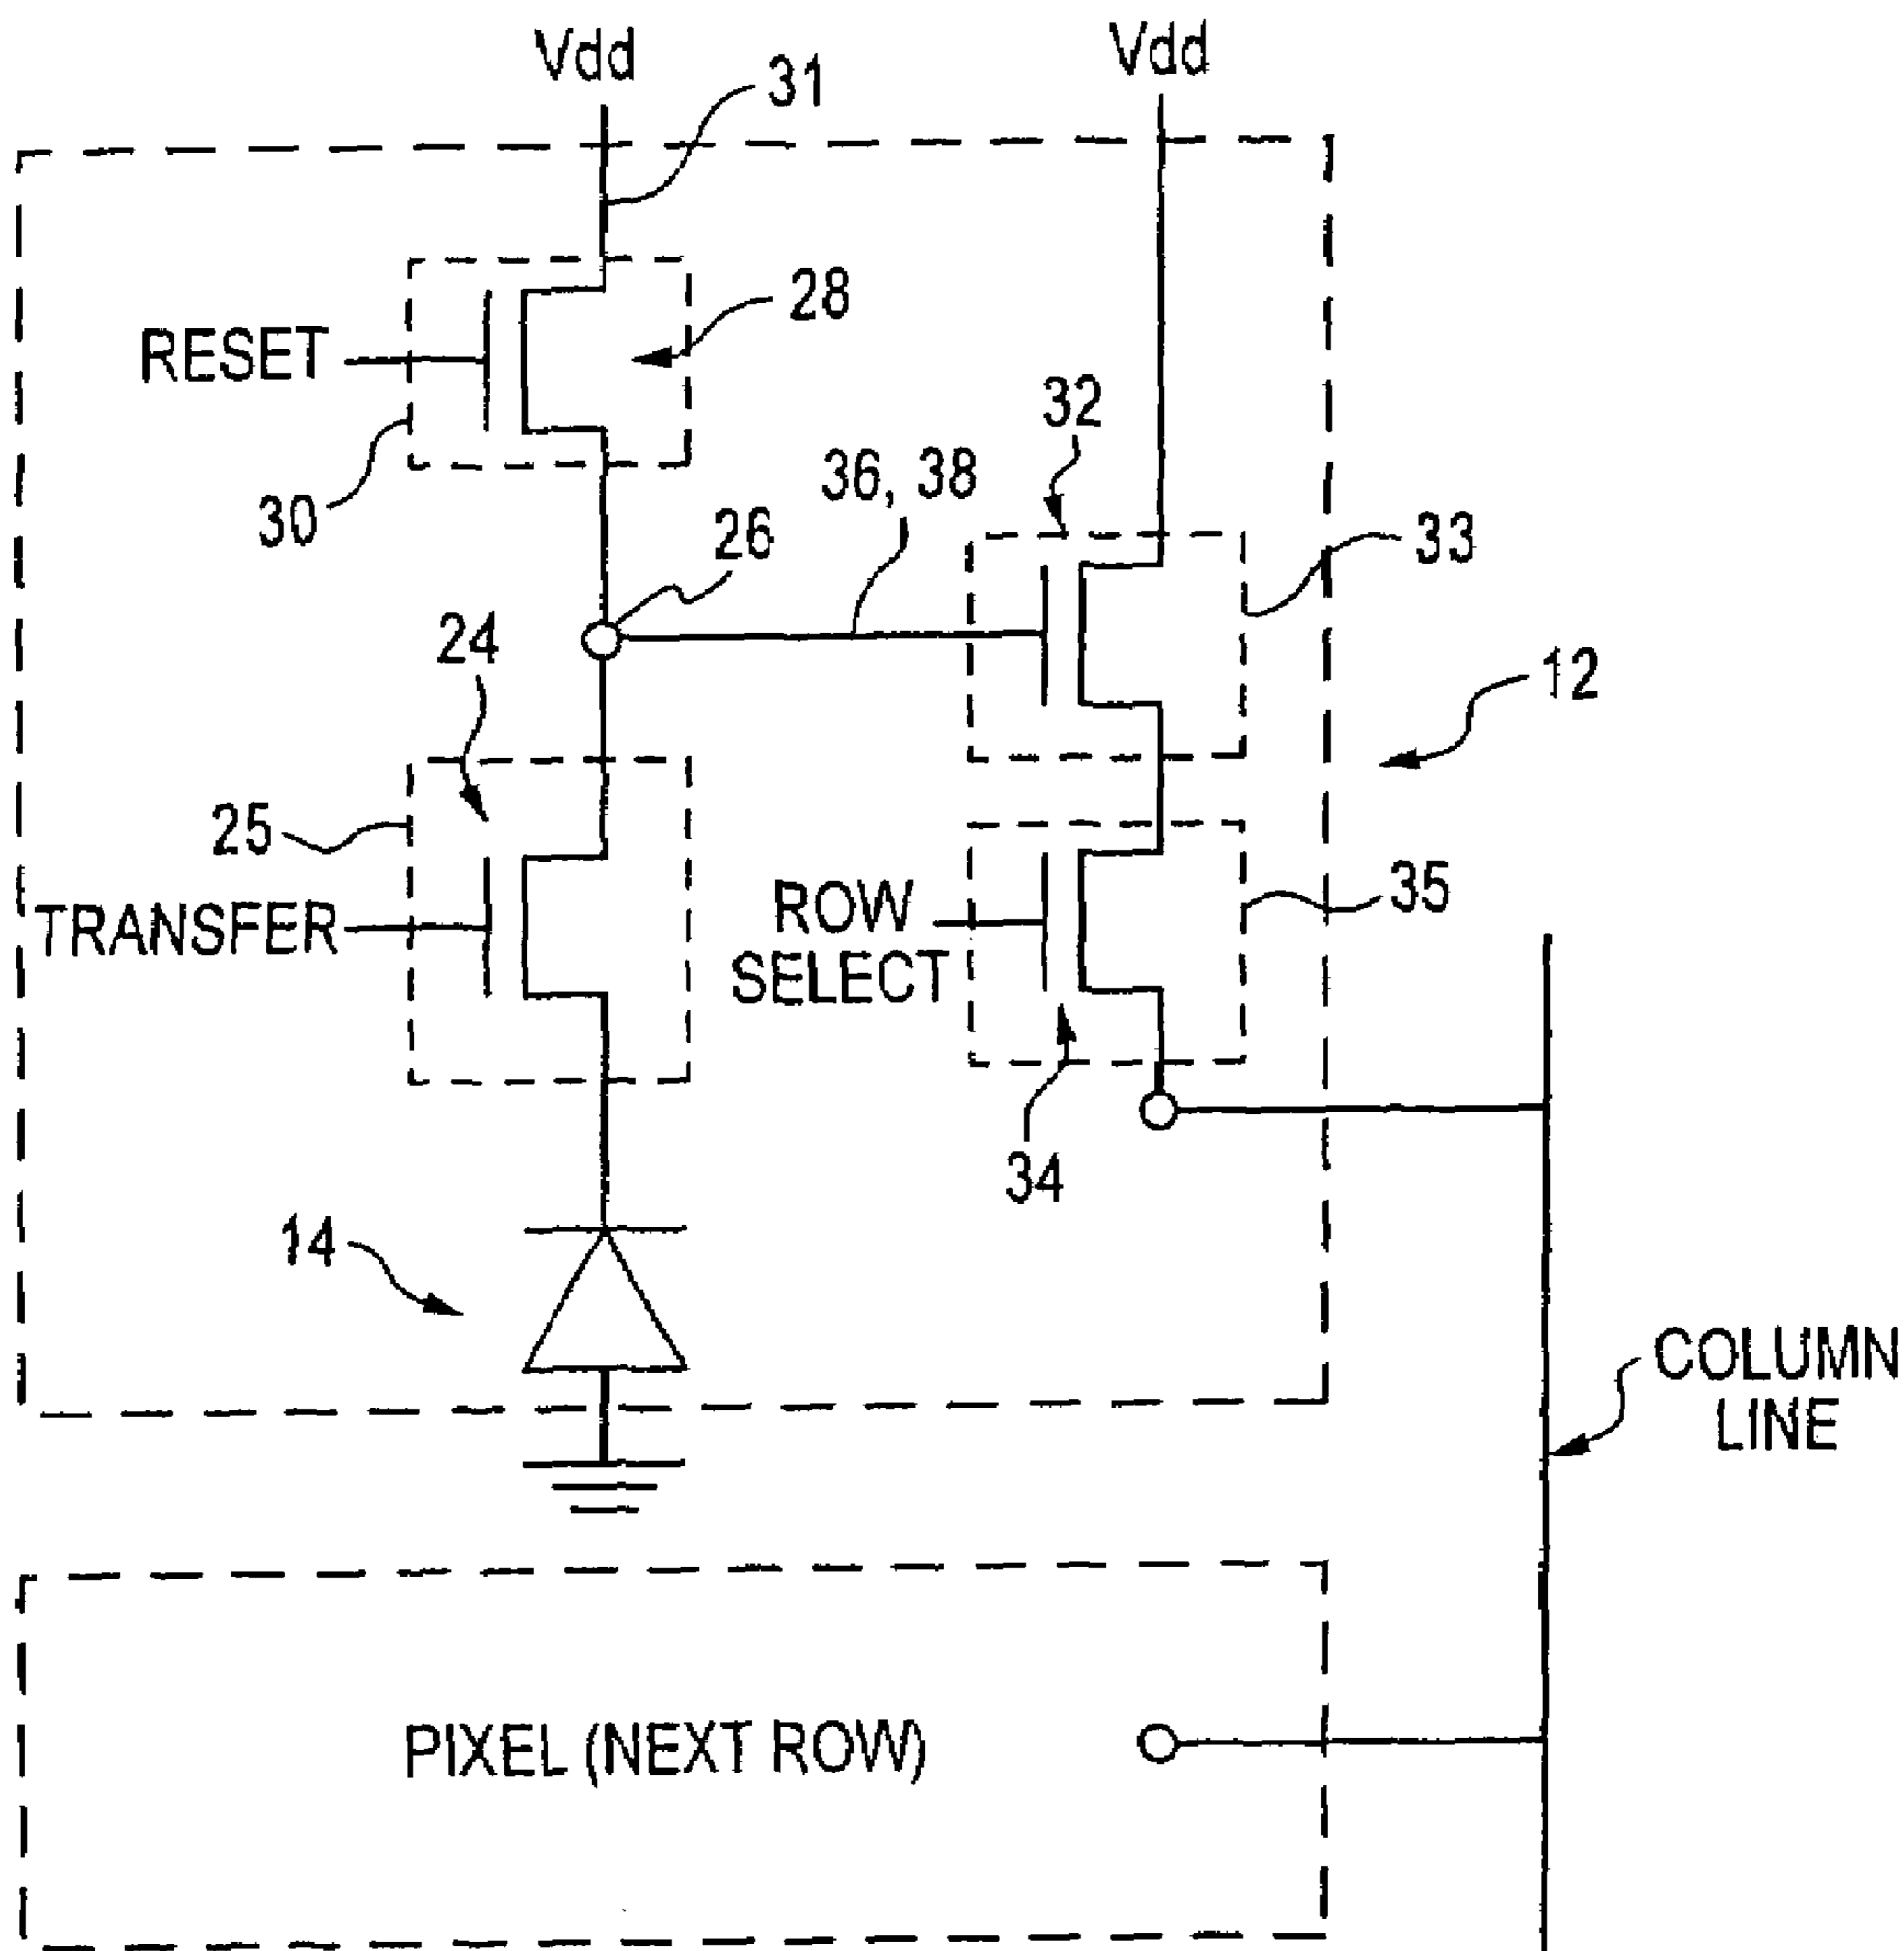 Vdd
Vdd
31
28
RESET
32
36, 38
30
26
33
24
12
25
ROW
SELECT
35
TRANSFER
34
14
COLUMN
LINE
PIXEL (NEXT ROW)